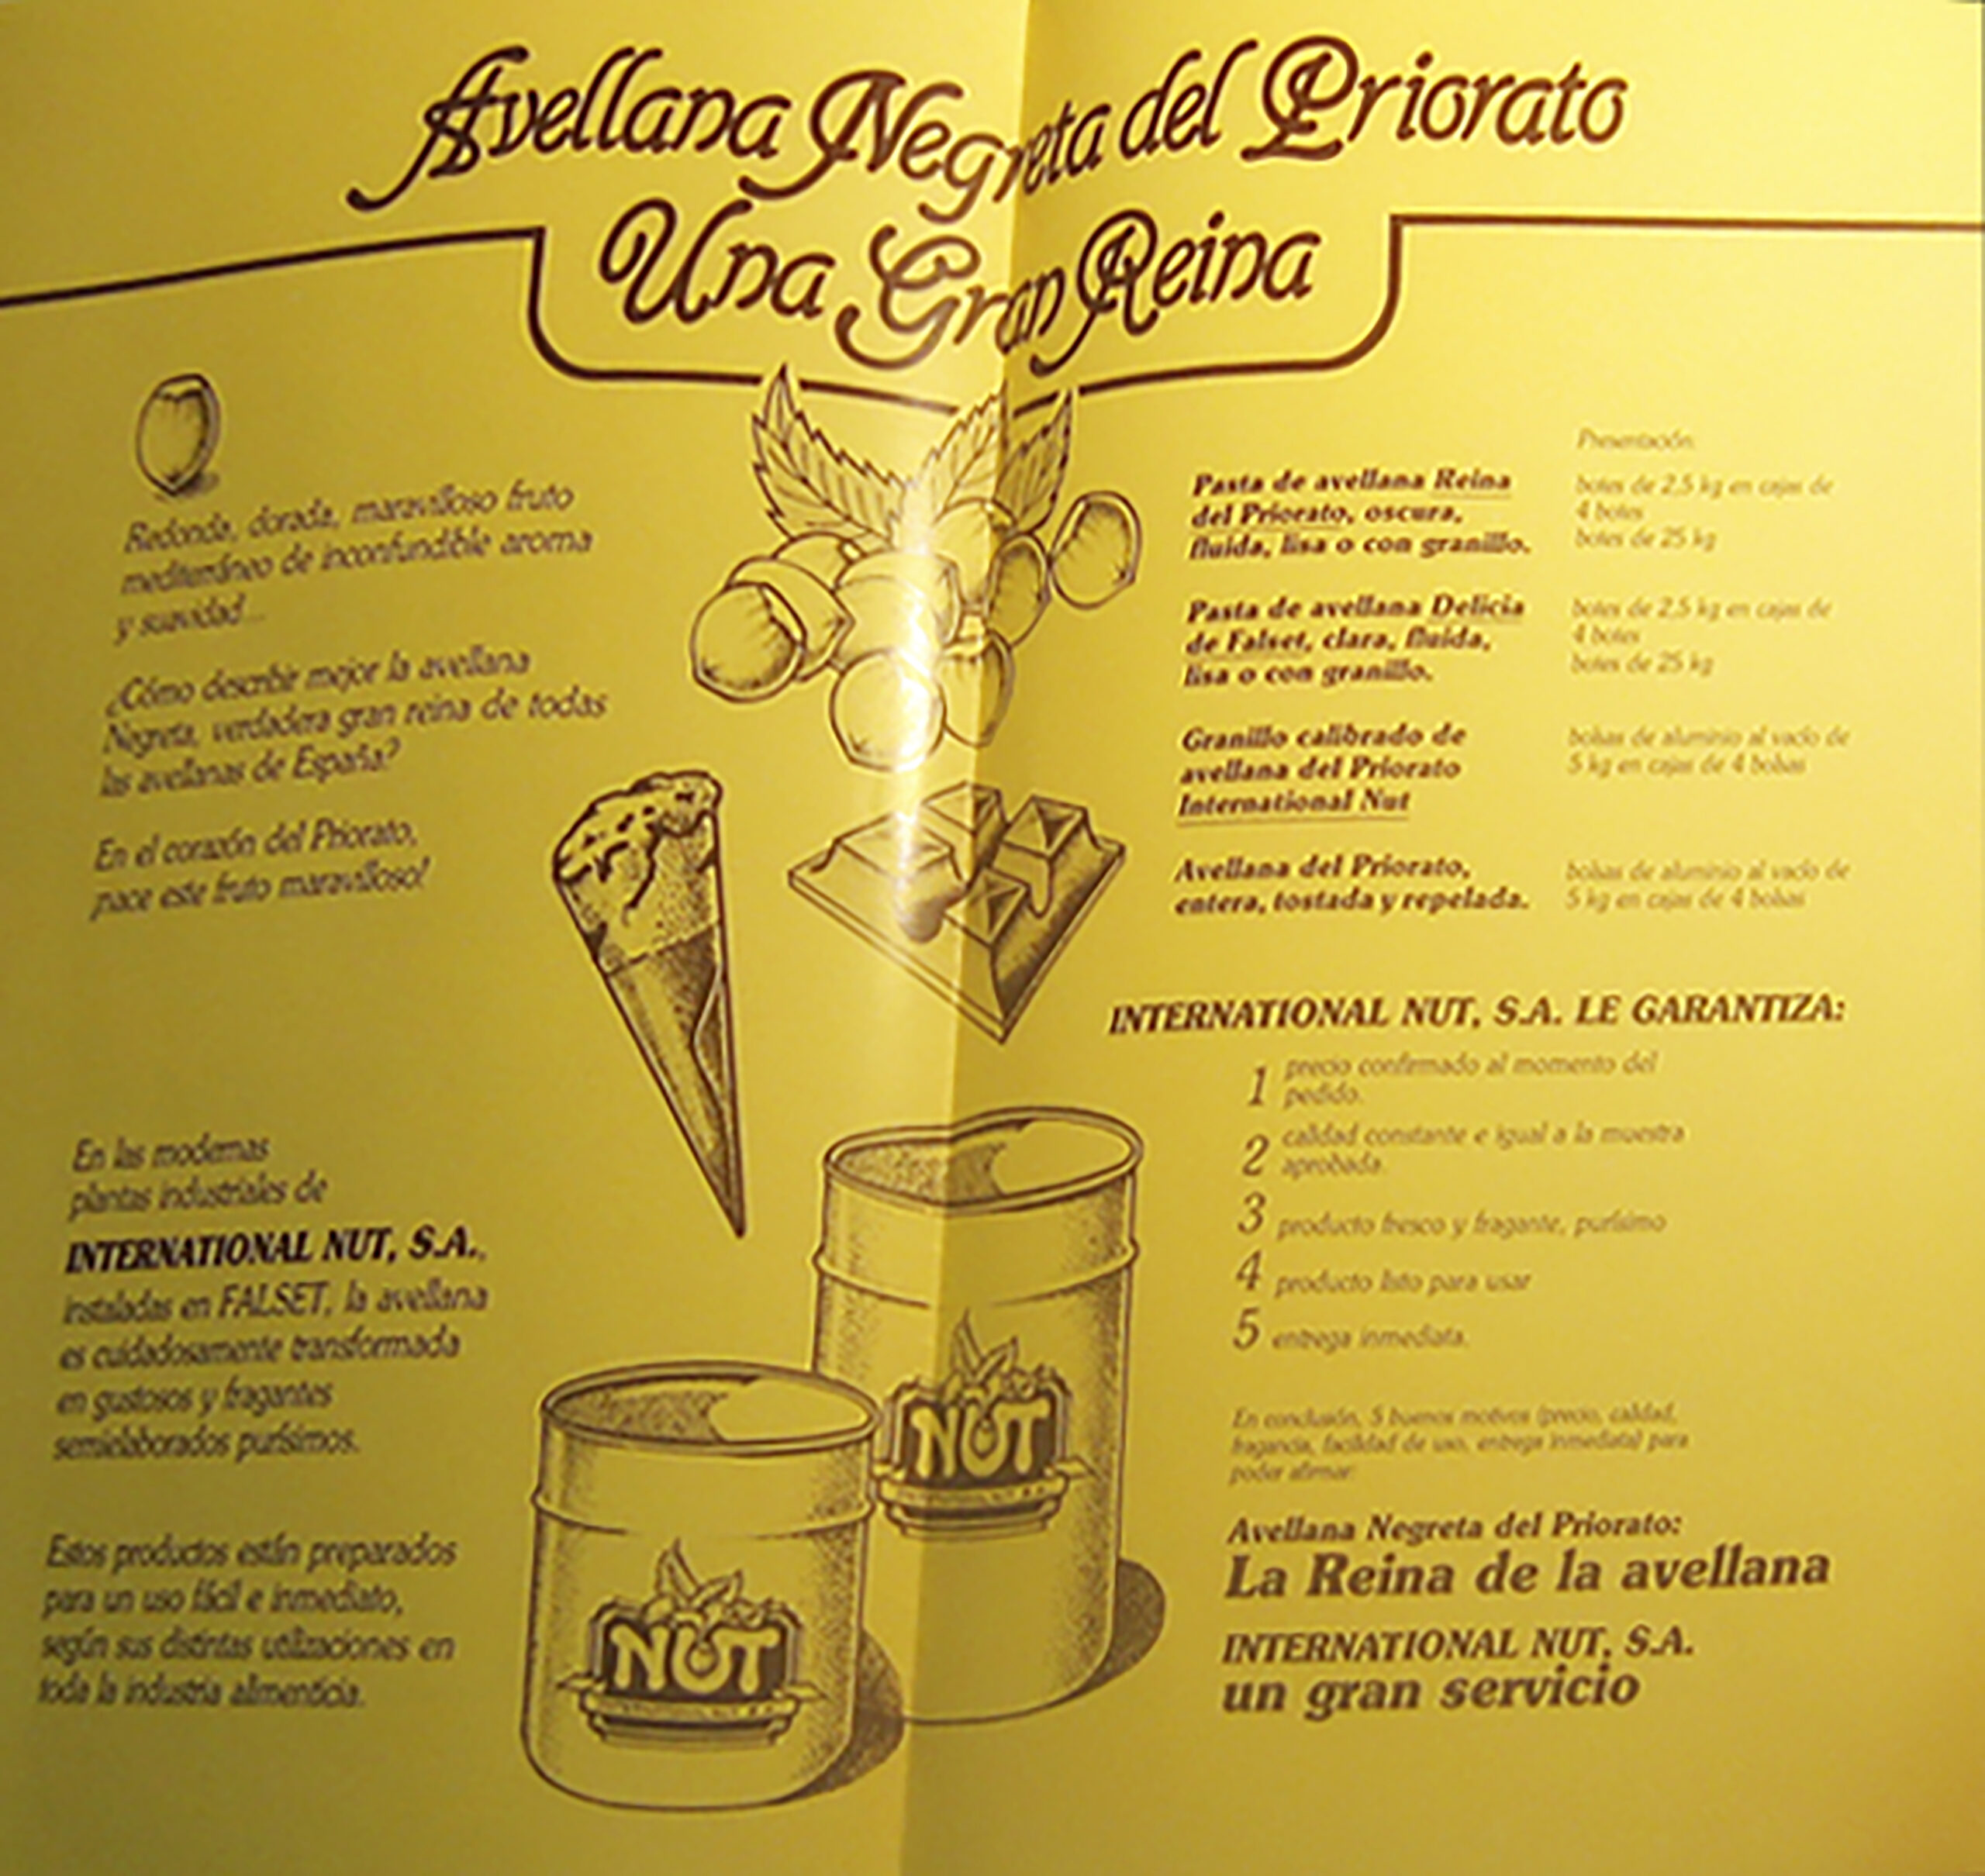 Avellana Negreta del Priorato
Una Gran Reina
Redonda, dorada, maravilloso fruto
mediterráneo de inconfundible aroma
y suavidad...
¿Cómo describir mejor la avellana
Negreta, verdadera gran reina de todas
las avellanas de España?
En el corazón del Priorato,
nace este fruto maravilloso!
En las modernas
plantas industriales de
INTERNATIONAL NUT, S.A.,
instaladas en FALSET, la avellana
es cuidadosamente transformada
en gustosos y fragantes
semielaborados purísimos.
Estos productos están preparados
para un uso fácil e inmediato,
según sus distintas utilizaciones en
toda la industria alimenticia.
NUT
NUT
Presentación:
Pasta de avellana Reina
del Priorato, oscura,
fluida, lisa o con granillo.
botes de 2,5 kg en cajas de
4 botes
botes de 25 kg
Pasta de avellana Delicia
de Falset, clara, fluida,
lisa o con granillo.
botes de 2,5 kg en cajas de
4 botes
botes de 25 kg
Granillo calibrado de
avellana del Priorato
International Nut
bolsas de aluminio al vacío de
5 kg en cajas de 4 bolsas
Avellana del Priorato,
entera, tostada y repelada.
bolsas de aluminio al vacío de
5 kg en cajas de 4 bolsas
INTERNATIONAL NUT, S.A. LE GARANTIZA:
1 precio confirmado al momento del
pedido.
2 calidad constante e igual a la muestra
aprobada.
3 producto fresco y fragante, purísimo
4 producto listo para usar
5 entrega inmediata.
En conclusión, 5 buenos motivos (precio, calidad,
fragancia, facilidad de uso, entrega inmediata) para
poder afirmar:
Avellana Negreta del Priorato:
La Reina de la avellana
INTERNATIONAL NUT, S.A.
un gran servicio